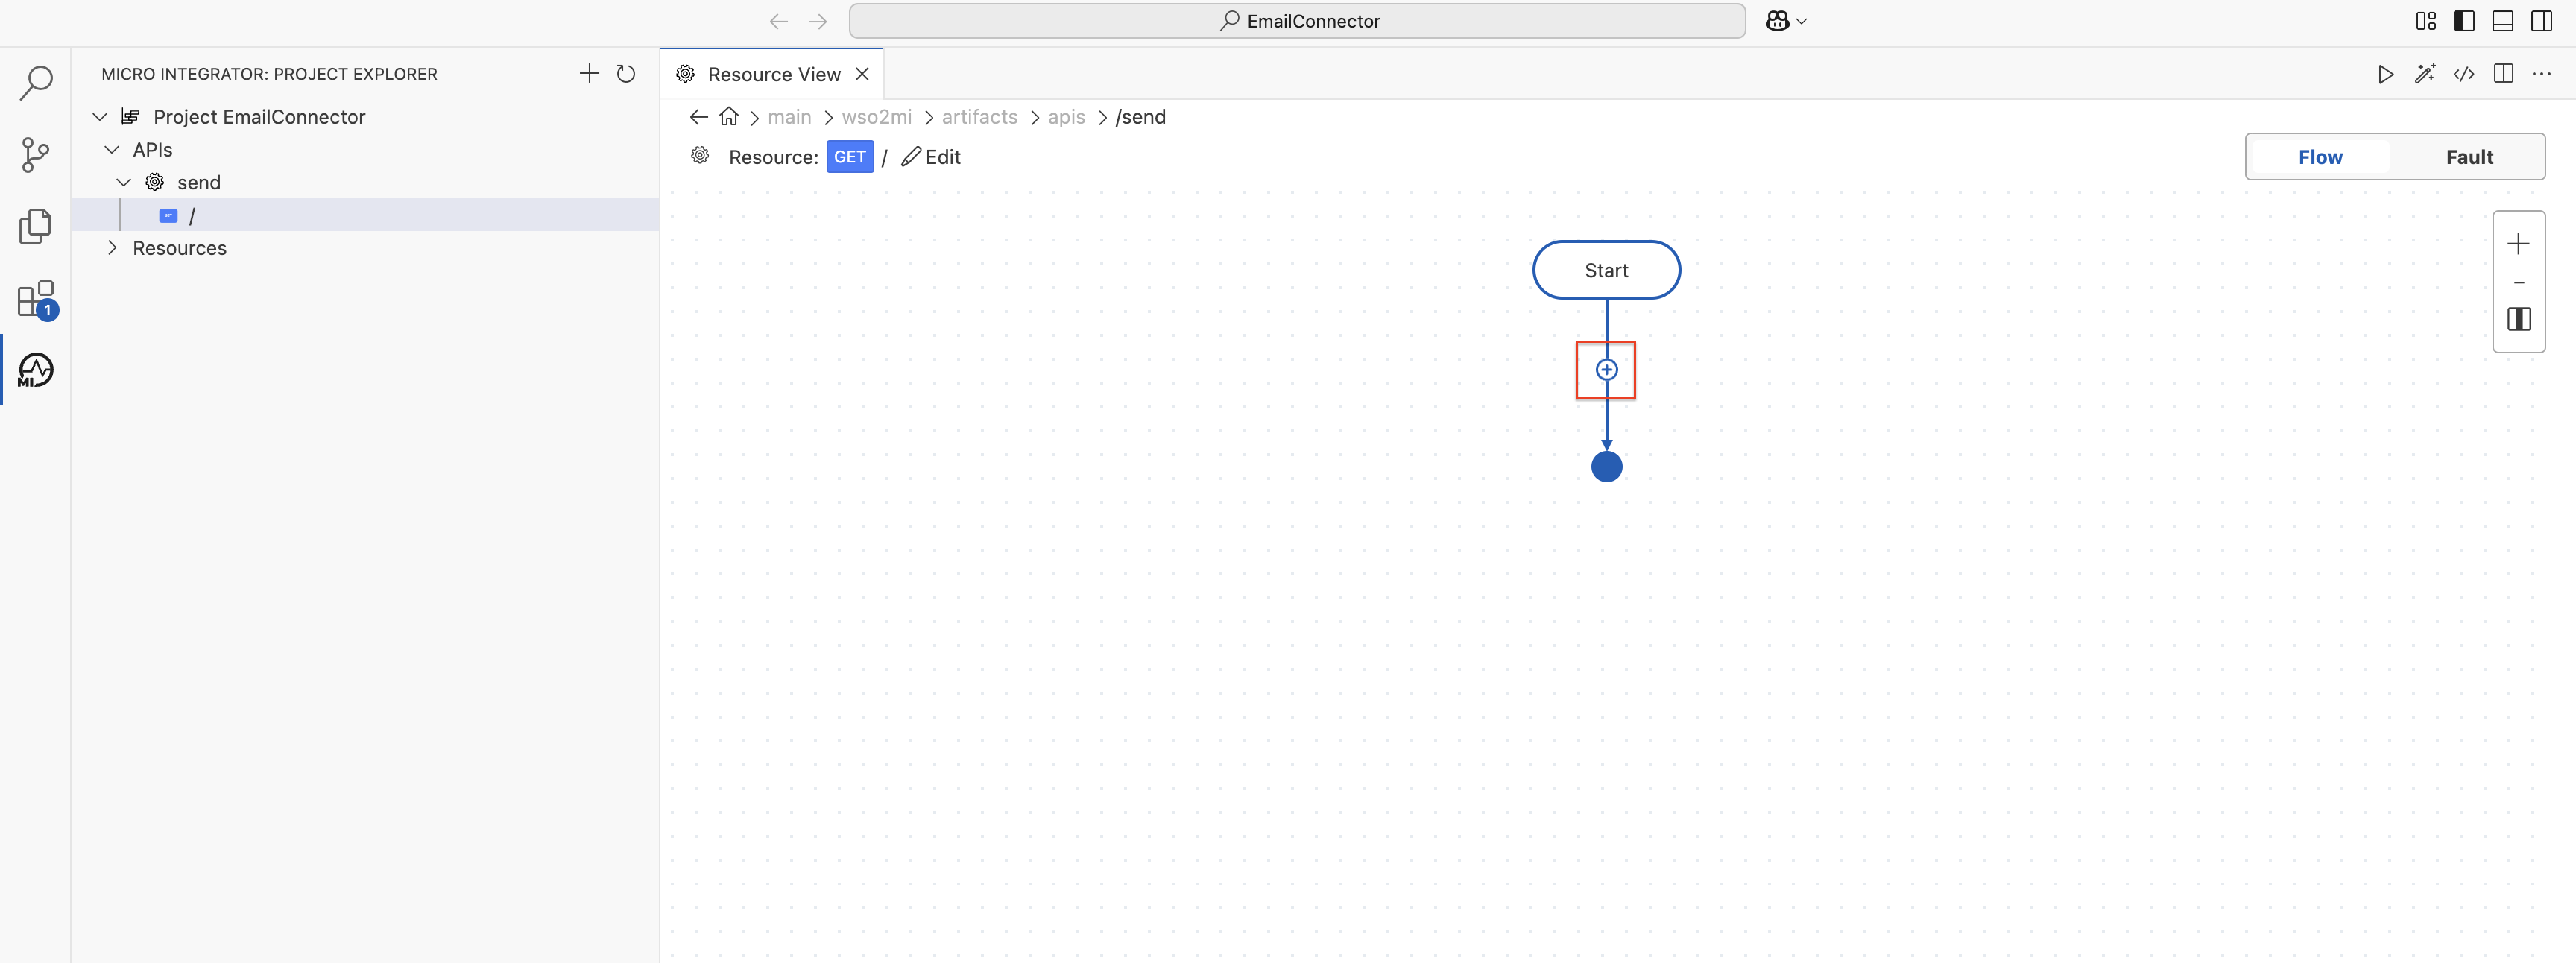 EmailConnector
MICRO INTEGRATOR: PROJECT EXPLORER
Project EmailConnector
APIs
send
GET /
Resources
1
MI
Resource View
main > wso2mi > artifacts > apis > /send
Resource: GET / Edit
Flow Fault
Start